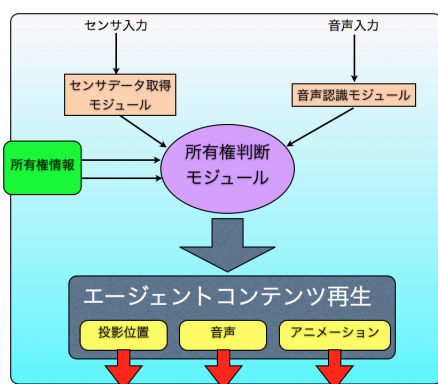 センサ入力
音声入力
センサデータ取得
モジュール
音声認識モジュール
所有権情報
所有権判断
モジュール
エージェントコンテンツ再生
投影位置
音声
アニメーション